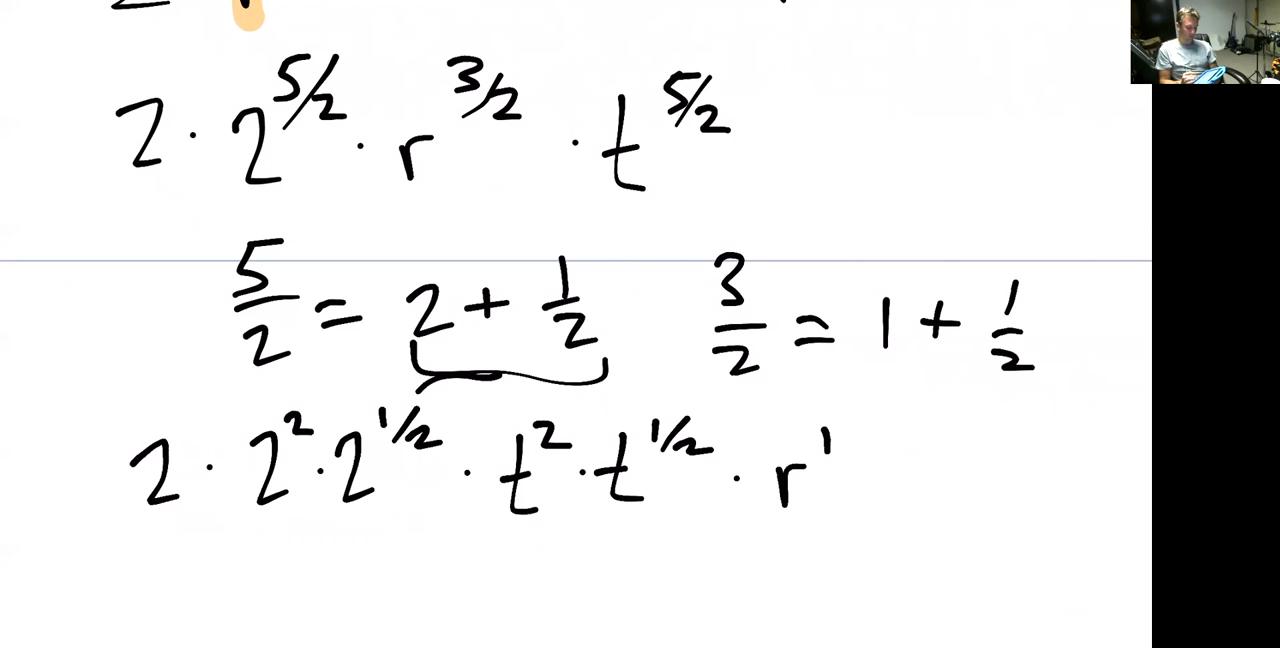 2 · 2^5/2 · r^3/2 · t^5/2
5/2 = 2 + 1/2 3/2 = 1 + 1/2
2 · 2^2 · 2^1/2 · t^2 · t^1/2 · r^1